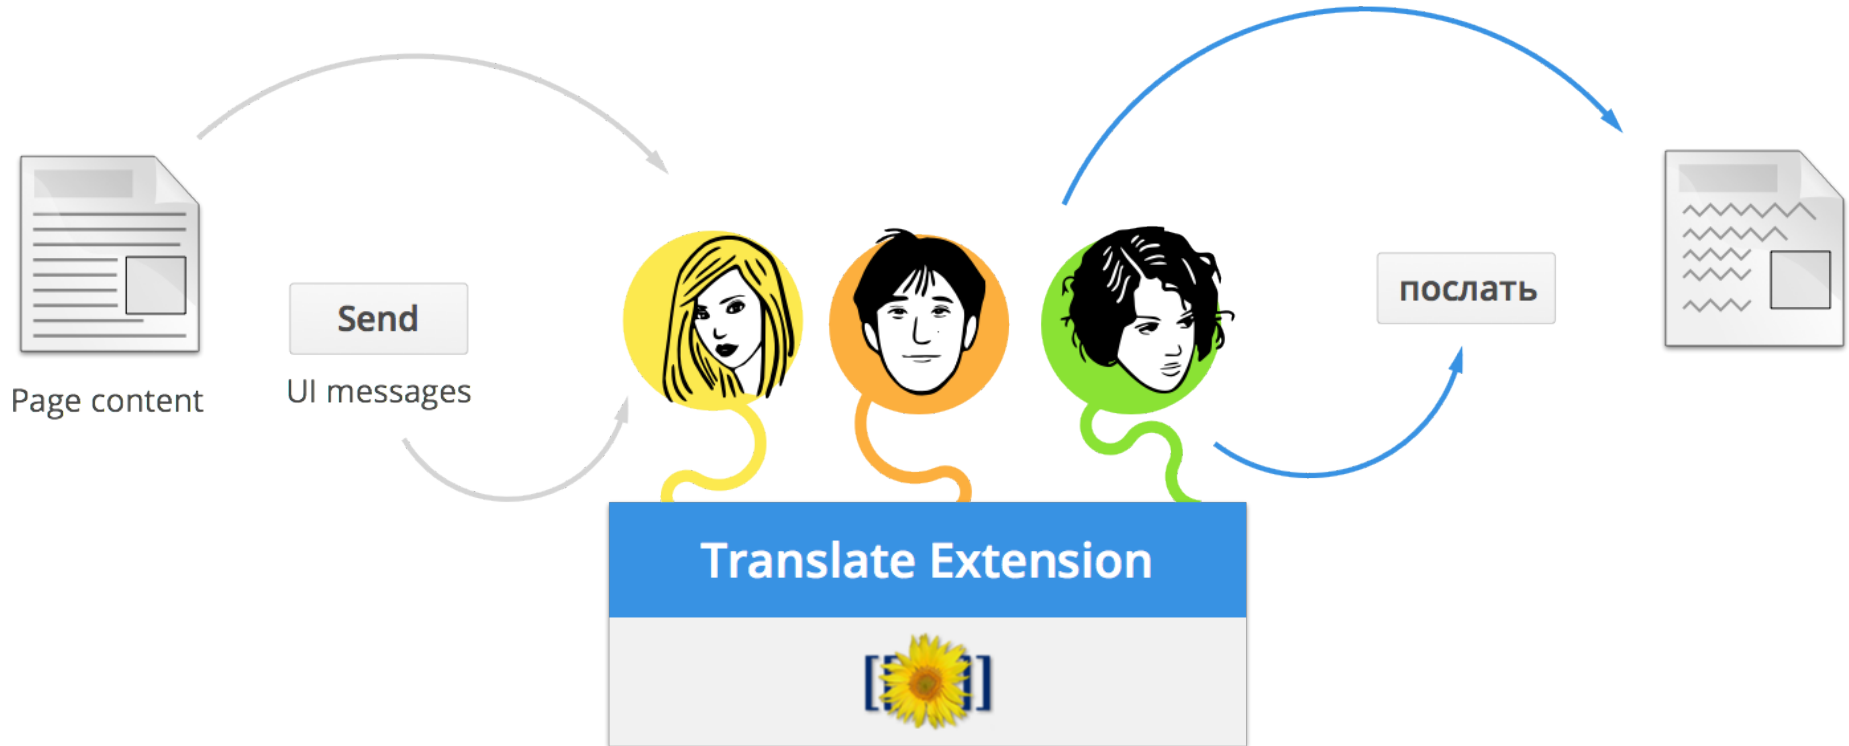 Page content
Send
UI messages
послать
Translate Extension
[[ ]]